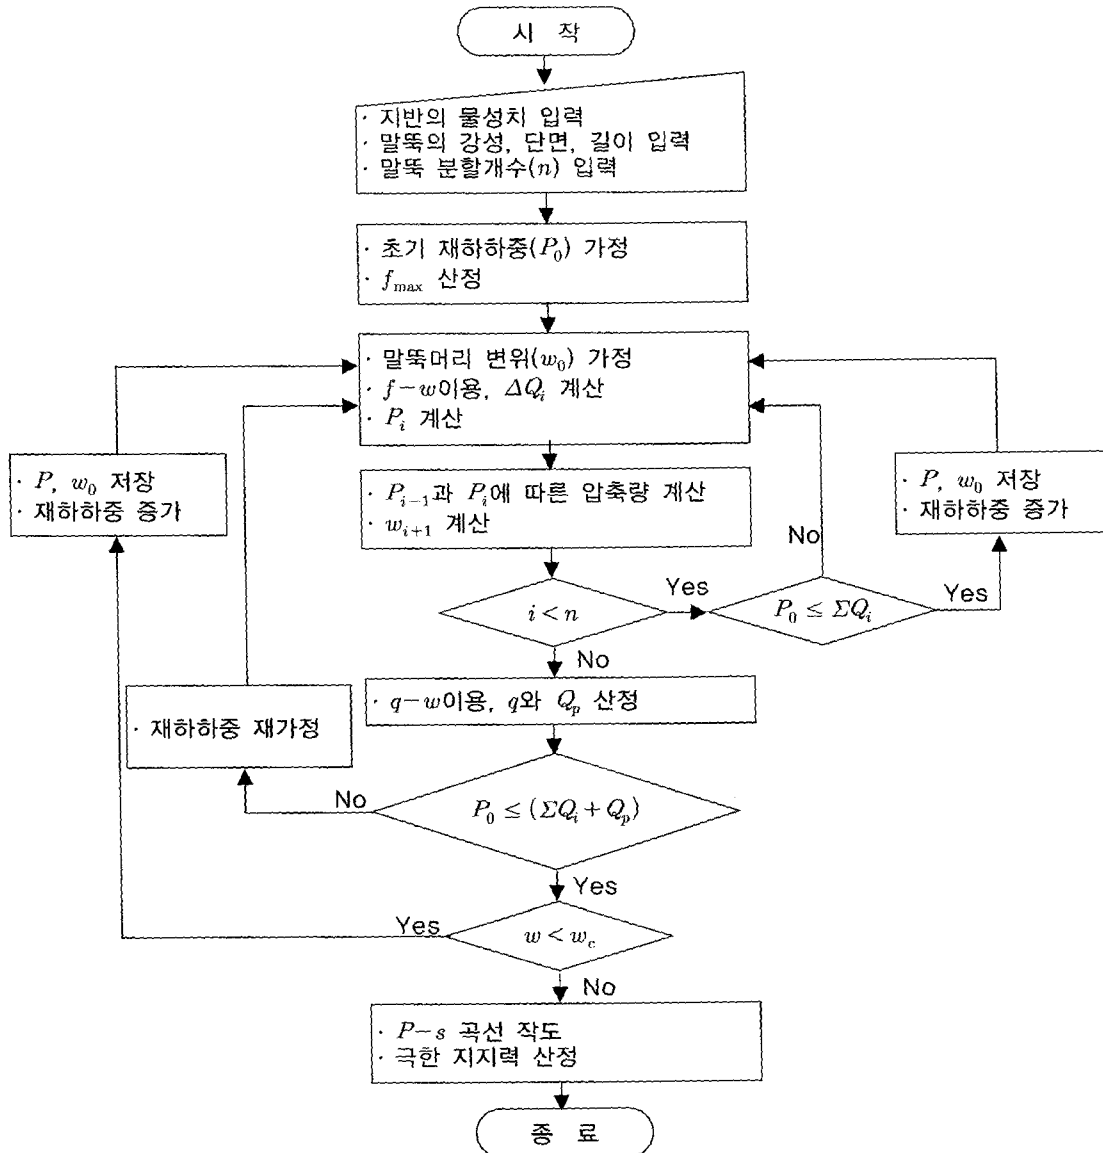 시 작
· 지반의 물성치 입력
· 말뚝의 강성, 단면, 길이 입력
· 말뚝 분할개수(n) 입력
· 초기 재하하중(P₀) 가정
· f_max 산정
· 말뚝머리 변위(w₀) 가정
· f−w이용, ΔQᵢ 계산
· Pᵢ 계산
· P, w₀ 저장
· 재하하중 증가
· Pᵢ₋₁과 Pᵢ에 따른 압축량 계산
· wᵢ₊₁ 계산
· P, w₀ 저장
· 재하하중 증가
No
i < n
Yes
P₀ ≤ ΣQᵢ
Yes
No
· 재하하중 재가정
· q−w이용, q와 Q_p 산정
No
P₀ ≤ (ΣQᵢ + Q_p)
Yes
Yes
w < w_c
No
· P−s 곡선 작도
· 극한 지지력 산정
종 료